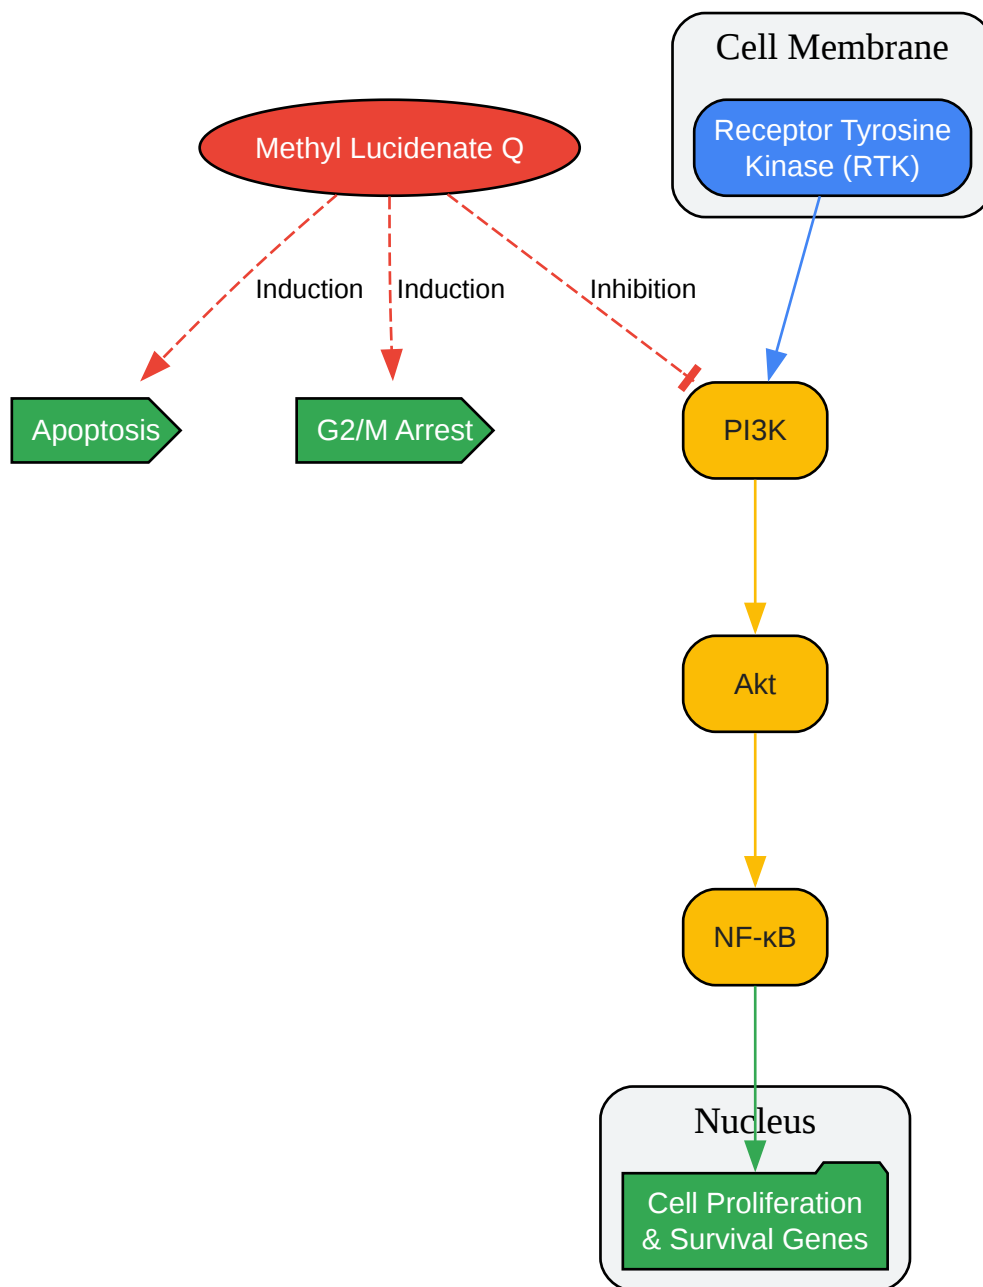 Cell Membrane
Methyl Lucidenate Q
Receptor Tyrosine
Kinase (RTK)
Induction
Induction
Inhibition
Apoptosis
G2/M Arrest
PI3K
Akt
NF-κB
Nucleus
Cell Proliferation
& Survival Genes